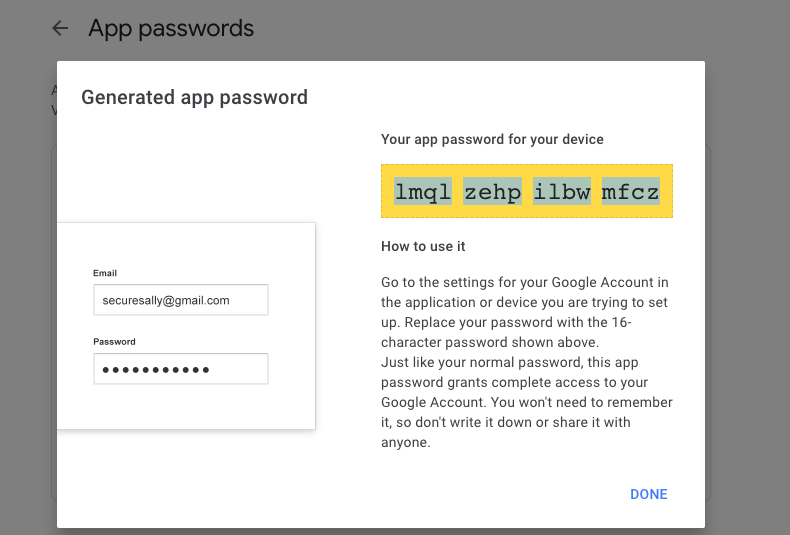 App passwords
Generated app password
Your app password for your device
lmql zehp ilbw mfcz
How to use it
Go to the settings for your Google Account in
the application or device you are trying to set
up. Replace your password with the 16-
character password shown above.
Just like your normal password, this app
password grants complete access to your
Google Account. You won't need to remember
it, so don't write it down or share it with
anyone.
Email
securesally@gmail.com
Password
●●●●●●●●●●●
DONE